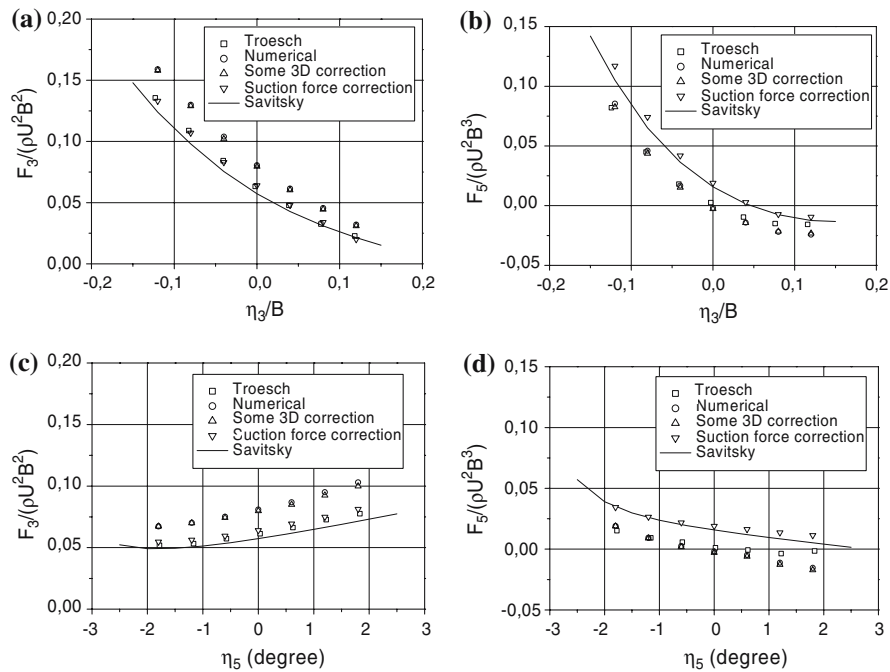 (a)
0,20
0,15
0,10
0,05
0,00
F3/(ρU²B²)
Troesch
Numerical
Some 3D correction
Suction force correction
Savitsky
-0,2 -0,1 0,0 0,1 0,2
η3/B
(b)
0,15
0,10
0,05
0,00
-0,05
F5/(ρU²B³)
Troesch
Numerical
Some 3D correction
Suction force correction
Savitsky
-0,2 -0,1 0,0 0,1 0,2
η3/B
(c)
0,20
0,15
0,10
0,05
0,00
F3/(ρU²B²)
Troesch
Numerical
Some 3D correction
Suction force correction
Savitsky
-3 -2 -1 0 1 2 3
η5 (degree)
(d)
0,15
0,10
0,05
0,00
-0,05
F5/(ρU²B³)
Troesch
Numerical
Some 3D correction
Suction force correction
Savitsky
-3 -2 -1 0 1 2 3
η5 (degree)